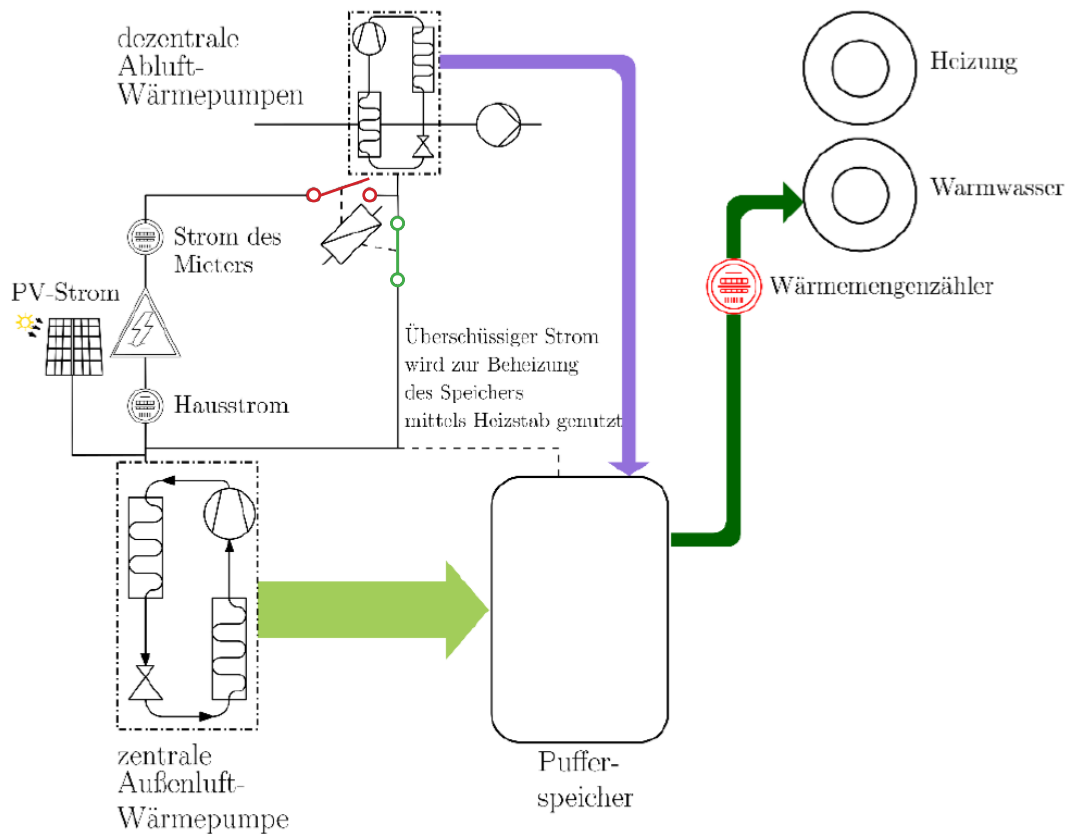 dezentrale
Abluft-
Wärmepumpen
Heizung
Warmwasser
Strom des
Mieters
PV-Strom
Wärmemengenzähler
Überschüssiger Strom
wird zur Beheizung
des Speichers
mittels Heizstab genutzt
Hausstrom
zentrale
Außenluft-
Wärmepumpe
Puffer-
speicher